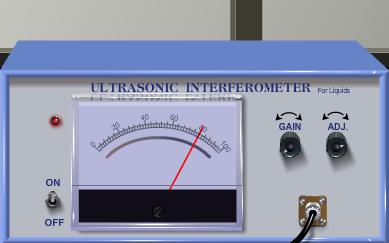 ULTRASONIC INTERFEROMETER For Liquids
0 20 40 60 80 100
GAIN ADJ.
ON
OFF